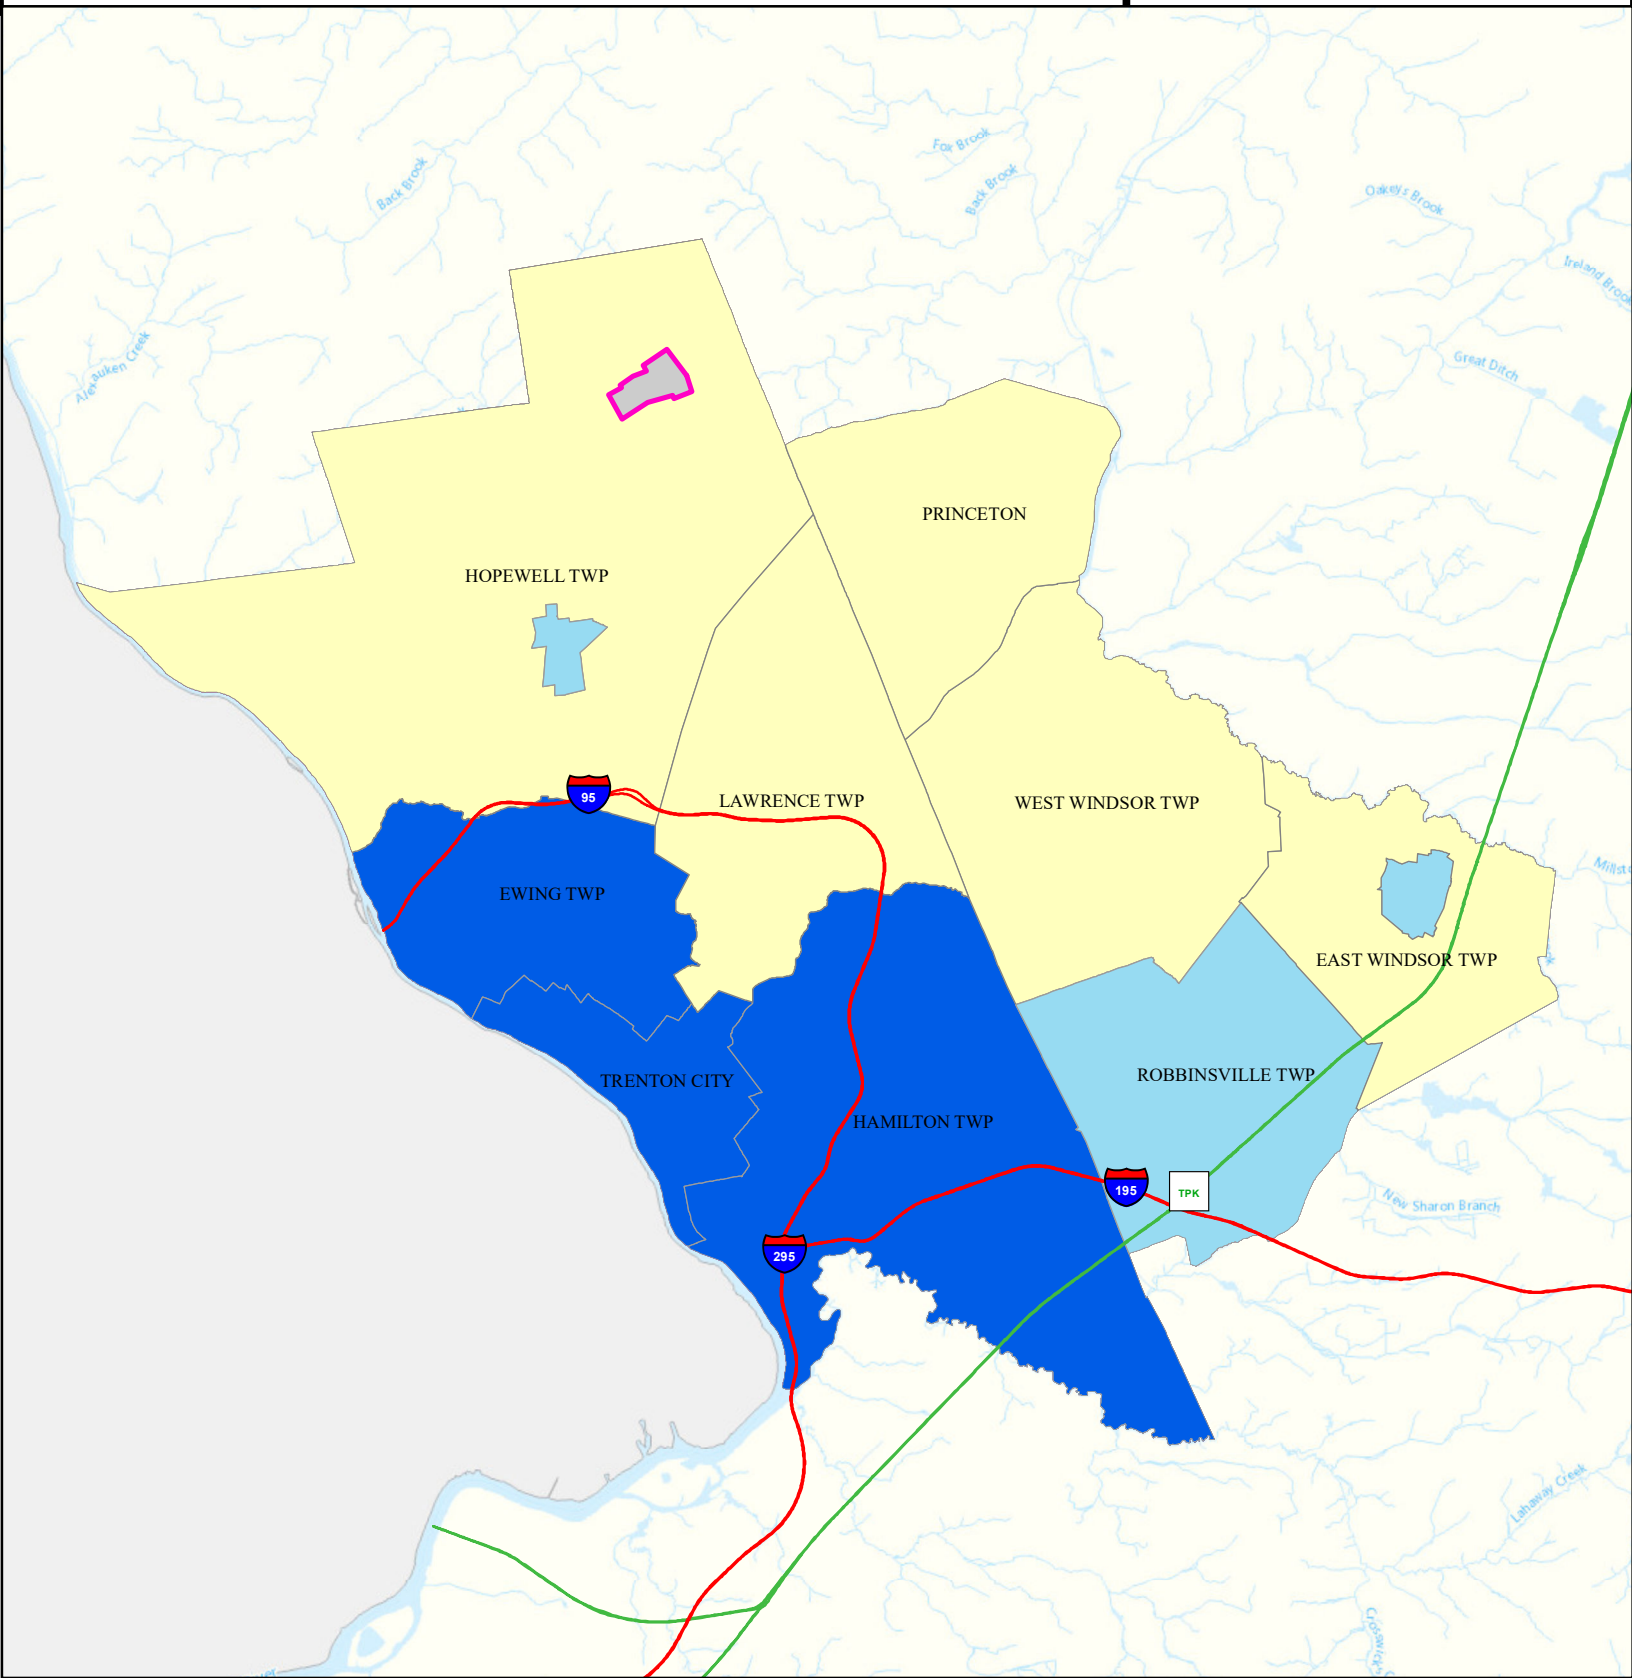 Fox Brook
Back Brook
Back Brook
Oakeys Brook
Ireland Brook
Great Ditch
Alexauken Creek
PRINCETON
HOPEWELL TWP
95
LAWRENCE TWP
WEST WINDSOR TWP
Millst
EWING TWP
EAST WINDSOR TWP
ROBBINSVILLE TWP
TRENTON CITY
HAMILTON TWP
195
TPK
New Sharon Branch
295
Lahaway Creek
Crosswicks C
ver